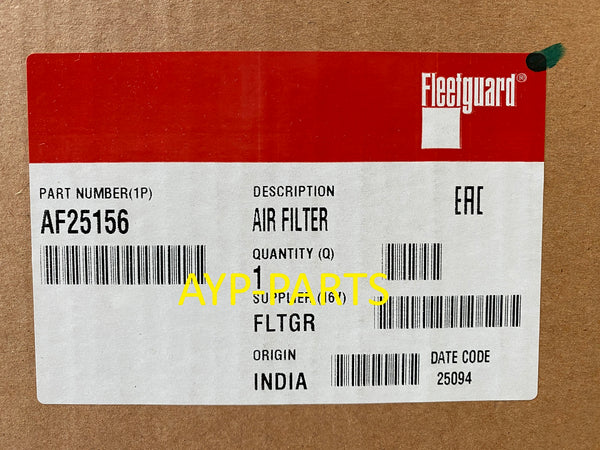 Fleetguard®
PART NUMBER(1P)
AF25156
DESCRIPTION
AIR FILTER
EAC
QUANTITY (Q)
1
AYP-PARTS
SUPPLIER (16V)
FLTGR
ORIGIN
INDIA
DATE CODE
25094